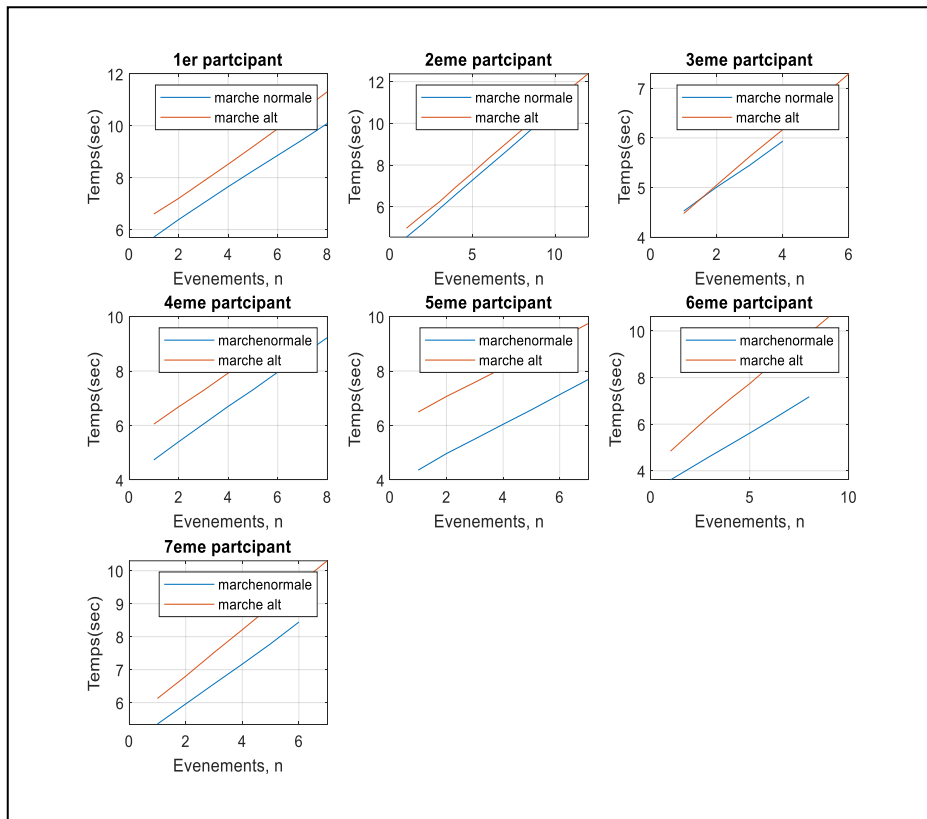 1er partcipant
12
10
8
6
0
2
4
6
8
Temps(sec)
Evenements, n
marche normale
marche alt
2eme partcipant
12
10
8
6
0
5
10
Temps(sec)
Evenements, n
marche normale
marche alt
3eme partcipant
7
6
5
4
0
2
4
6
Temps(sec)
Evenements, n
marche normale
marche alt
4eme partcipant
10
8
6
4
0
2
4
6
8
Temps(sec)
Evenements, n
marchenormale
marche alt
5eme partcipant
10
8
6
4
0
2
4
6
Temps(sec)
Evenements, n
marchenormale
marche alt
6eme partcipant
10
8
6
4
0
5
10
Temps(sec)
Evenements, n
marchenormale
marche alt
7eme partcipant
10
9
8
7
6
0
2
4
6
Temps(sec)
Evenements, n
marchenormale
marche alt